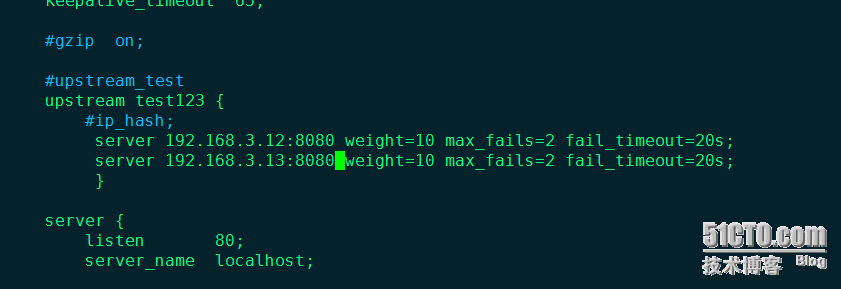 keepalive_timeout  65;
#gzip  on;
#upstream_test
upstream test123 {
#ip_hash;
server 192.168.3.12:8080 weight=10 max_fails=2 fail_timeout=20s;
server 192.168.3.13:8080 weight=10 max_fails=2 fail_timeout=20s;
}
server {
listen       80;
server_name  localhost;
51CTO.com
技术博客 Blog